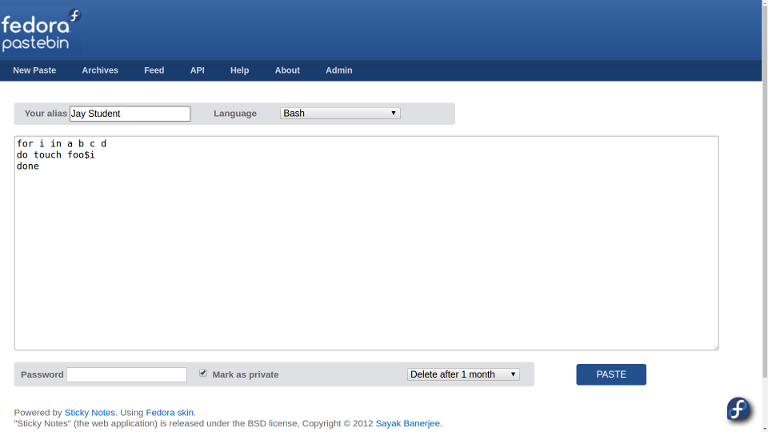 fedora
pastebin
New Paste Archives Feed API Help About Admin
Your alias Jay Student Language Bash
for i in a b c d
do touch foo$i
done
Password Mark as private Delete after 1 month PASTE
Powered by Sticky Notes. Using Fedora skin.
"Sticky Notes" (the web application) is released under the BSD license, Copyright © 2012 Sayak Banerjee.